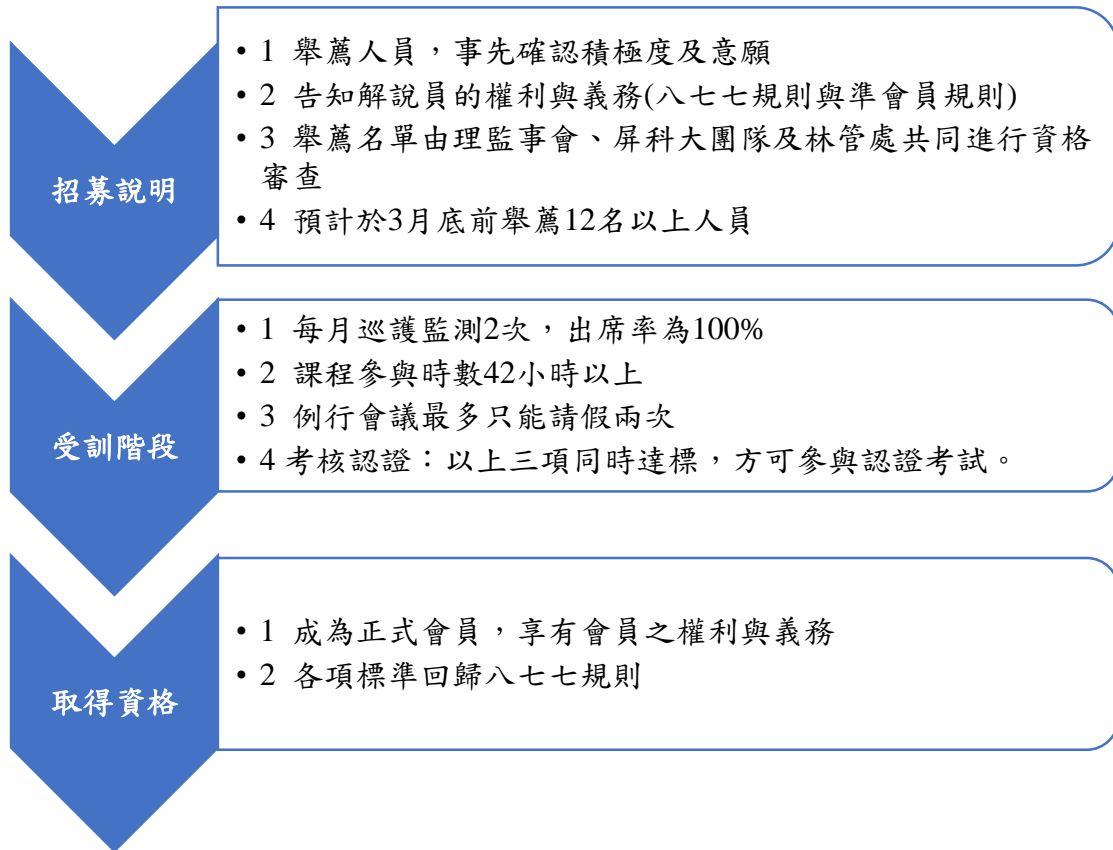 招募說明
• 1 舉薦人員，事先確認積極度及意願
• 2 告知解說員的權利與義務(八七七規則與準會員規則)
• 3 舉薦名單由理監事會、屏科大團隊及林管處共同進行資格
審查
• 4 預計於3月底前舉薦12名以上人員
受訓階段
• 1 每月巡護監測2次，出席率為100%
• 2 課程參與時數42小時以上
• 3 例行會議最多只能請假兩次
• 4 考核認證：以上三項同時達標，方可參與認證考試。
取得資格
• 1 成為正式會員，享有會員之權利與義務
• 2 各項標準回歸八七七規則